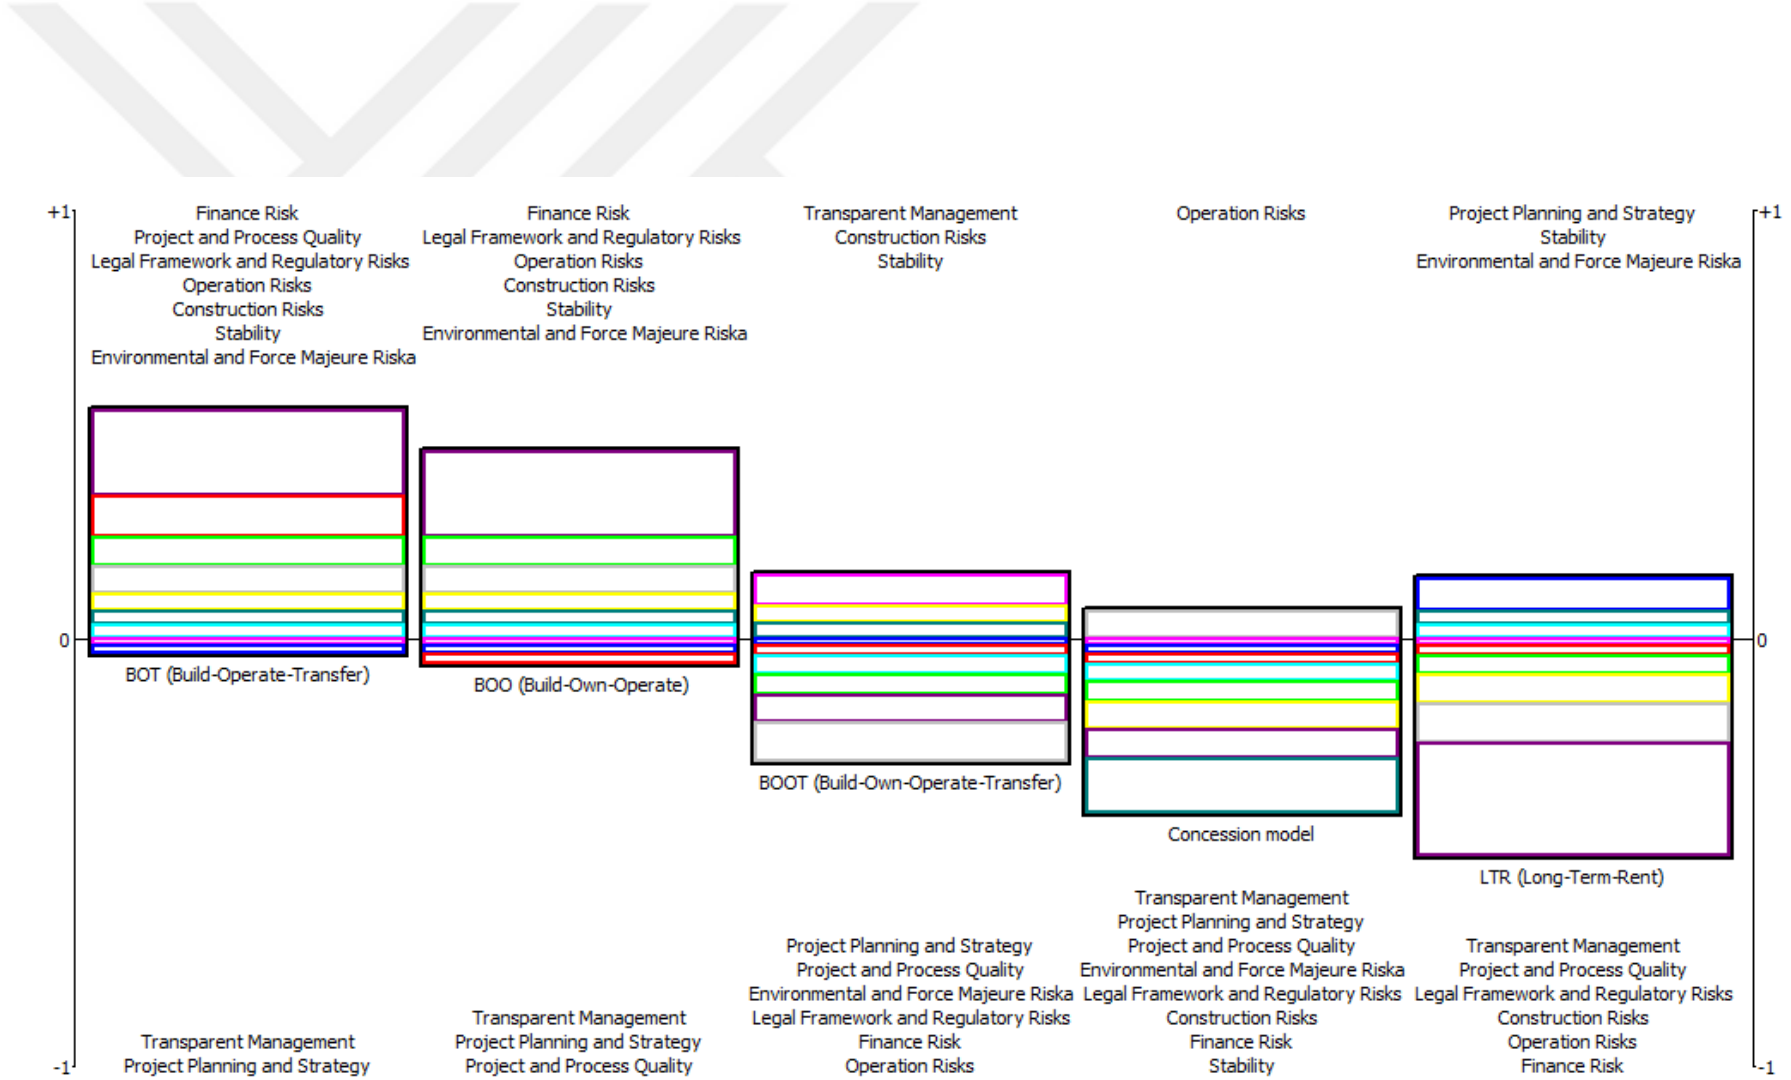 +1
Finance Risk
Project and Process Quality
Legal Framework and Regulatory Risks
Operation Risks
Construction Risks
Stability
Environmental and Force Majeure Riska
Finance Risk
Legal Framework and Regulatory Risks
Operation Risks
Construction Risks
Stability
Environmental and Force Majeure Riska
Transparent Management
Construction Risks
Stability
Operation Risks
Project Planning and Strategy
Stability
Environmental and Force Majeure Riska
+1
0
0
BOT (Build-Operate-Transfer)
BOO (Build-Own-Operate)
BOOT (Build-Own-Operate-Transfer)
Concession model
LTR (Long-Term-Rent)
Transparent Management
Project Planning and Strategy
Transparent Management
Project Planning and Strategy
Project and Process Quality
Project Planning and Strategy
Project and Process Quality
Environmental and Force Majeure Riska
Legal Framework and Regulatory Risks
Finance Risk
Operation Risks
Transparent Management
Project Planning and Strategy
Project and Process Quality
Environmental and Force Majeure Riska
Legal Framework and Regulatory Risks
Construction Risks
Finance Risk
Stability
Transparent Management
Project and Process Quality
Legal Framework and Regulatory Risks
Construction Risks
Operation Risks
Finance Risk
-1
-1